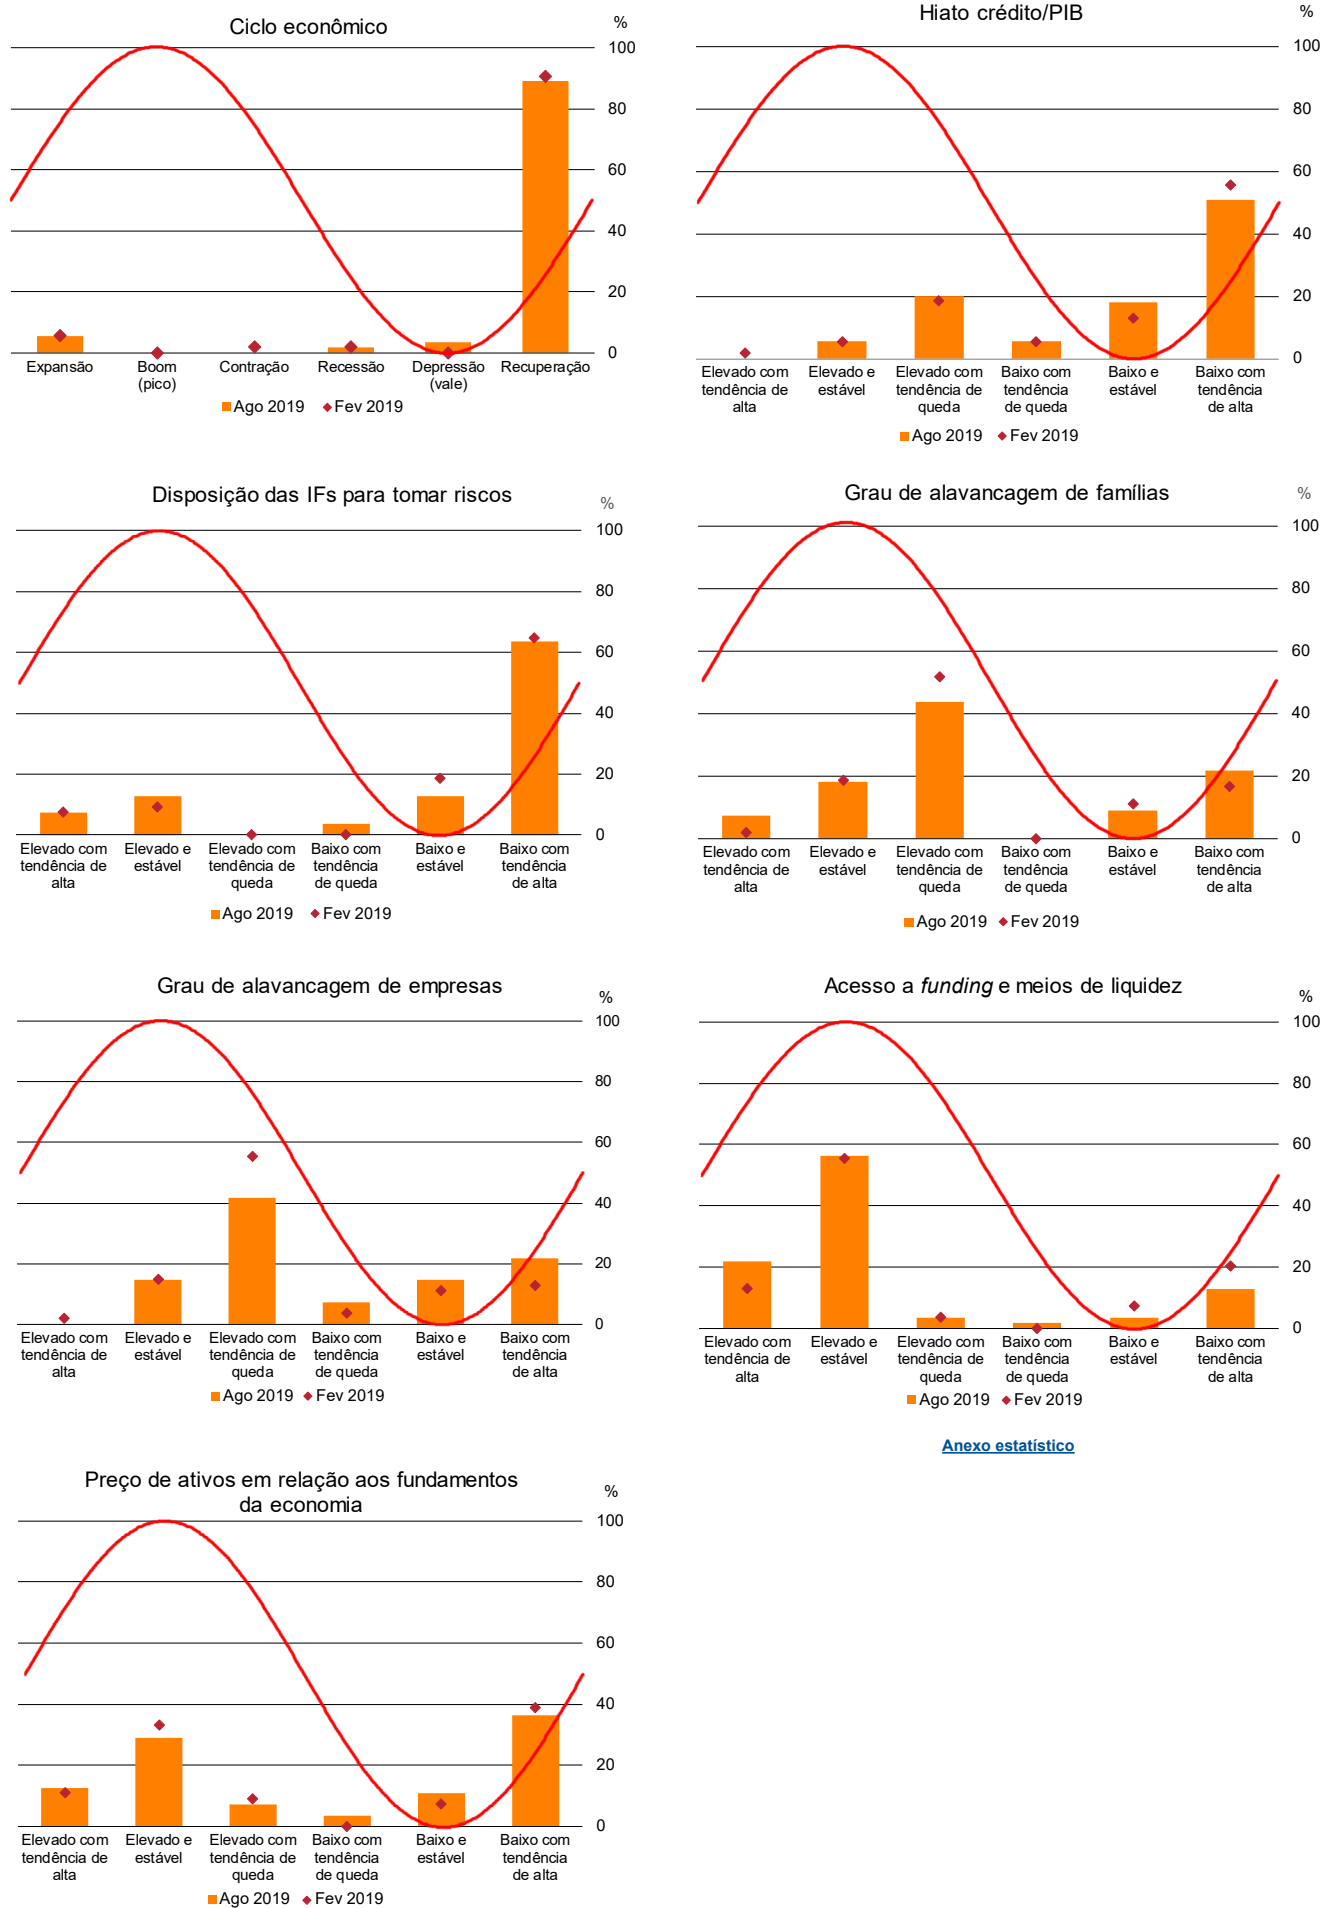 Ciclo econômico
%
100
80
60
40
20
0
Expansão
Boom
(pico)
Contração
Recessão
Depressão
(vale)
Recuperação
Ago 2019
Fev 2019
Hiato crédito/PIB
%
100
80
60
40
20
0
Elevado com
tendência de
alta
Elevado e
estável
Elevado com
tendência de
queda
Baixo com
tendência
de queda
Baixo e
estável
Baixo com
tendência
de alta
Ago 2019
Fev 2019
Disposição das IFs para tomar riscos
%
100
80
60
40
20
0
Elevado com
tendência de
alta
Elevado e
estável
Elevado com
tendência de
queda
Baixo com
tendência
de queda
Baixo e
estável
Baixo com
tendência
de alta
Ago 2019
Fev 2019
Grau de alavancagem de famílias
%
100
80
60
40
20
0
Elevado com
tendência de
alta
Elevado e
estável
Elevado com
tendência de
queda
Baixo com
tendência
de queda
Baixo e
estável
Baixo com
tendência
de alta
Ago 2019
Fev 2019
Grau de alavancagem de empresas
%
100
80
60
40
20
0
Elevado com
tendência de
alta
Elevado e
estável
Elevado com
tendência de
queda
Baixo com
tendência
de queda
Baixo e
estável
Baixo com
tendência
de alta
Ago 2019
Fev 2019
Acesso a funding e meios de liquidez
%
100
80
60
40
20
0
Elevado com
tendência de
alta
Elevado e
estável
Elevado com
tendência de
queda
Baixo com
tendência
de queda
Baixo e
estável
Baixo com
tendência
de alta
Ago 2019
Fev 2019
Anexo estatístico
Preço de ativos em relação aos fundamentos
da economia
%
100
80
60
40
20
0
Elevado com
tendência de
alta
Elevado e
estável
Elevado com
tendência de
queda
Baixo com
tendência
de queda
Baixo e
estável
Baixo com
tendência
de alta
Ago 2019
Fev 2019